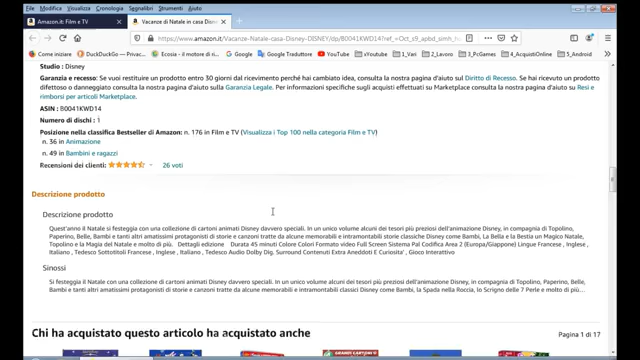 File Modifica Visualizza Cronologia Segnalibri Strumenti Aiuto
Amazon.it: Film e TV
Vacanze di Natale in casa Disney
https://www.amazon.it/Vacanze-Natale-casa-Disney-DISNEY/dp/B0041KWD14?ref_=Oct_s9_apbd_simh_
Come iniziare DuckDuckGo — Privacy... Ecosia - il motore di ric... Google Google Traduttore 1_Vari 2_Lavoro 3_PcGames 4_AcquistiOnline 5_Android
Studio : Disney
Garanzia e recesso: Se vuoi restituire un prodotto entro 30 giorni dal ricevimento perché hai cambiato idea, consulta la nostra pagina d'aiuto sul Diritto di Recesso. Se hai ricevuto un prodotto
difettoso o danneggiato consulta la nostra pagina d'aiuto sulla Garanzia Legale. Per informazioni specifiche sugli acquisti effettuati su Marketplace consulta la nostra pagina d'aiuto su Resi e
rimborsi per articoli Marketplace.
ASIN : B0041KWD14
Numero di dischi : 1
Posizione nella classifica Bestseller di Amazon: n. 176 in Film e TV (Visualizza i Top 100 nella categoria Film e TV)
n. 36 in Animazione
n. 49 in Bambini e ragazzi
Recensioni dei clienti: 26 voti
Descrizione prodotto
Descrizione prodotto
Quest'anno il Natale si festeggia con una collezione di cartoni animati Disney davvero speciali. In un unico volume alcuni dei tesori più preziosi dell'animazione Disney, in compagnia di Topolino,
Paperino, Belle, Bambi e tanti altri amatissimi protagonisti di storie e canzoni tratte da alcune memorabili e intramontabili storie classiche Disney come Bambi, La Bella e la Bestia un Magico Natale,
Topolino e la Magia del Natale e molto di più. Dettagli edizione Durata 45 minuti Colore Colori Formato video Full Screen Sistema Pal Codifica Area 2 (Europa/Giappone) Lingue Francese , Inglese ,
Italiano , Tedesco Sottotitoli Francese , Inglese , Italiano , Tedesco Audio Dolby Dig. Surround Contenuti Extra Aneddoti E Curiosita' , Gioco Interattivo
Sinossi
Si festeggia il Natale con una collezione di cartoni animati Disney davvero speciali. In un unico volume alcuni dei tesori più preziosi dell'animazione Disney, in compagnia di Topolino, Paperino, Belle,
Bambi e tanti altri amatissimi protagonisti di storie e canzoni tratte da alcune memorabili e intramontabili classici Disney come Bambi, la Spada nella Roccia, lo Scrigno delle 7 Perle e molto di più...
Chi ha acquistato questo articolo ha acquistato anche
Pagina 1 di 17